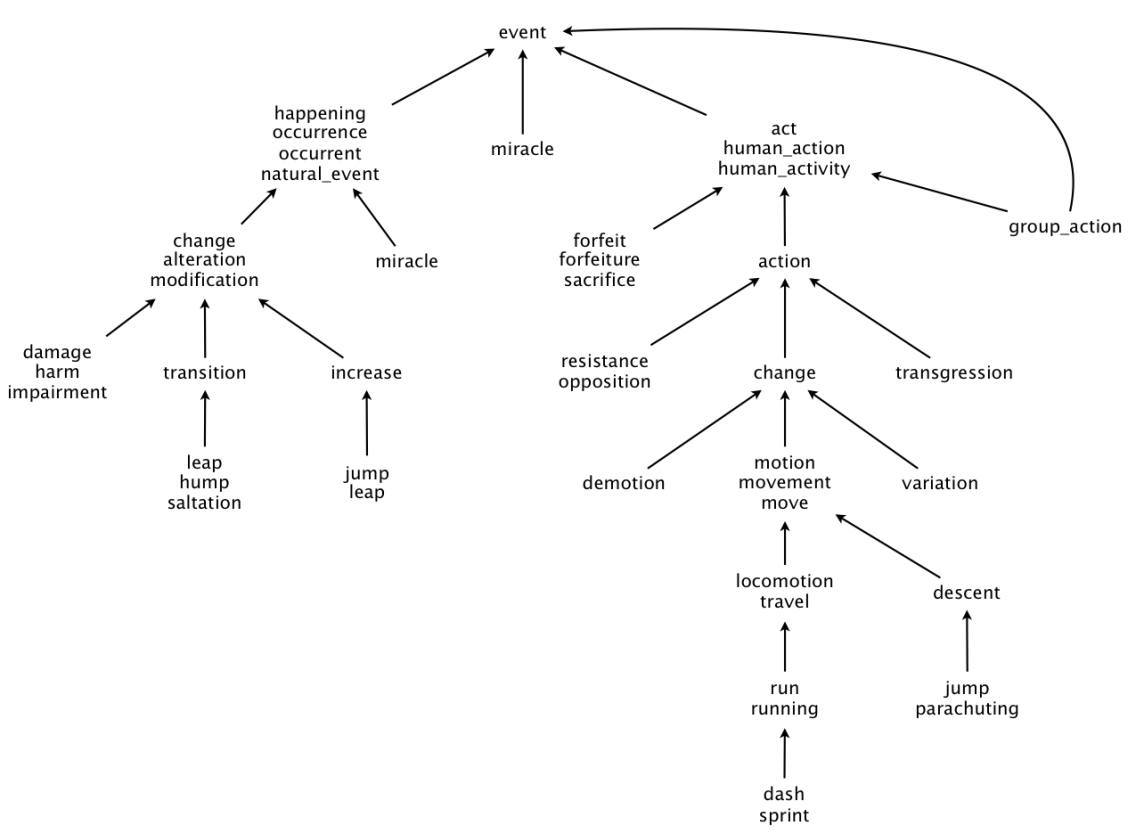 event
happening
occurrence
occurrent
natural_event
miracle
act
human_action
human_activity
group_action
change
alteration
modification
miracle
forfeit
forfeiture
sacrifice
action
damage
harm
impairment
transition
increase
resistance
opposition
change
transgression
leap
hump
saltation
jump
leap
demotion
motion
movement
move
variation
locomotion
travel
descent
run
running
jump
parachuting
dash
sprint